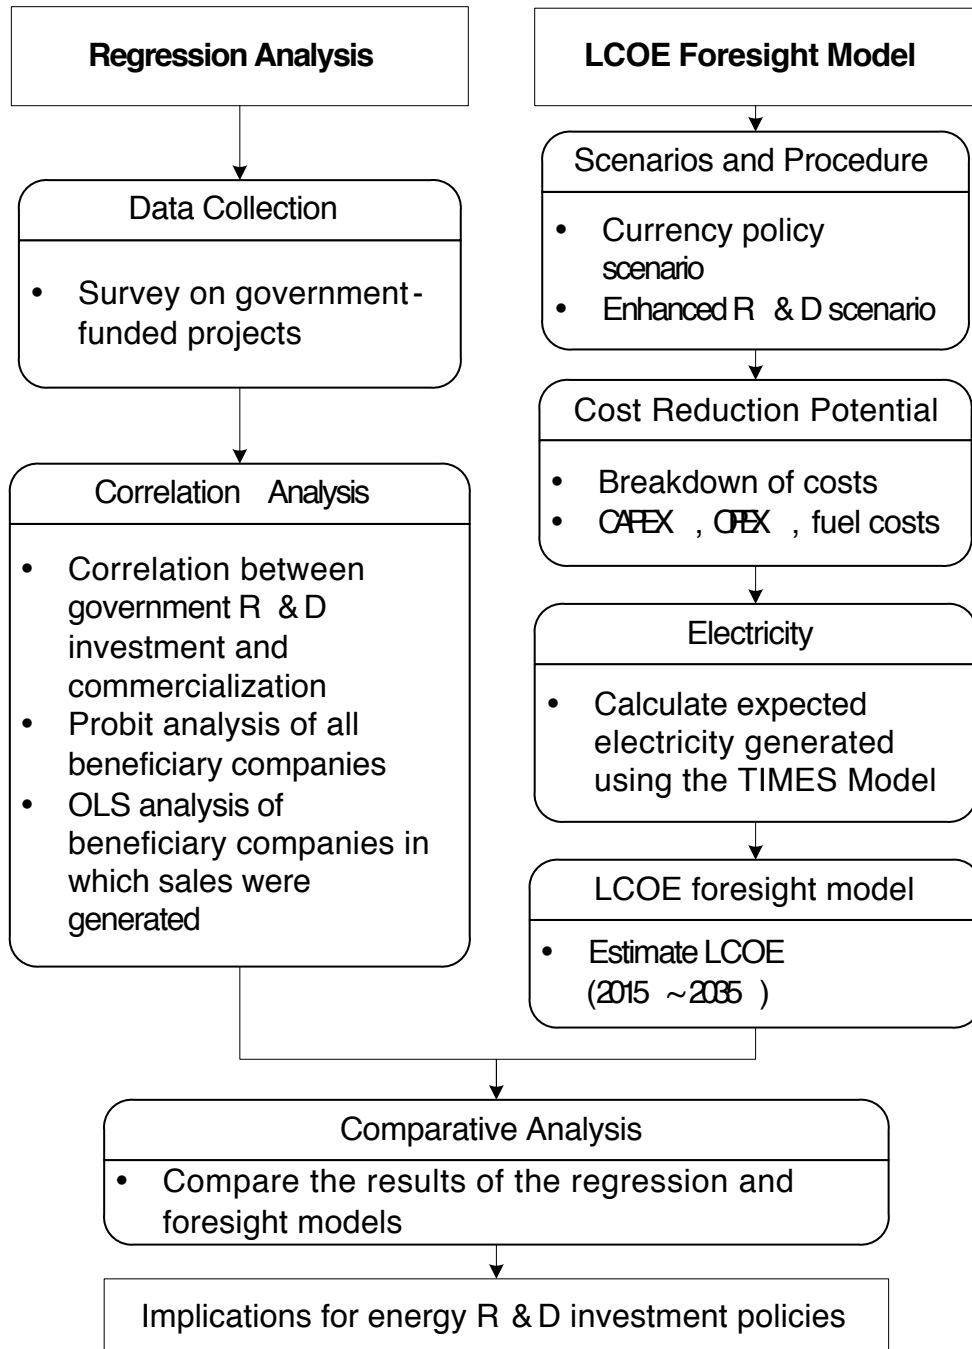 Regression Analysis
Data Collection
• Survey on government-
funded projects
Correlation Analysis
• Correlation between
government R & D
investment and
commercialization
• Probit analysis of all
beneficiary companies
• OLS analysis of
beneficiary companies in
which sales were
generated
LCOE Foresight Model
Scenarios and Procedure
• Currency policy
scenario
• Enhanced R & D scenario
Cost Reduction Potential
• Breakdown of costs
• CAPEX , OPEX , fuel costs
Electricity
• Calculate expected
electricity generated
using the TIMES Model
LCOE foresight model
• Estimate LCOE
(2015 ~ 2035 )
Comparative Analysis
• Compare the results of the regression and
foresight models
Implications for energy R & D investment policies